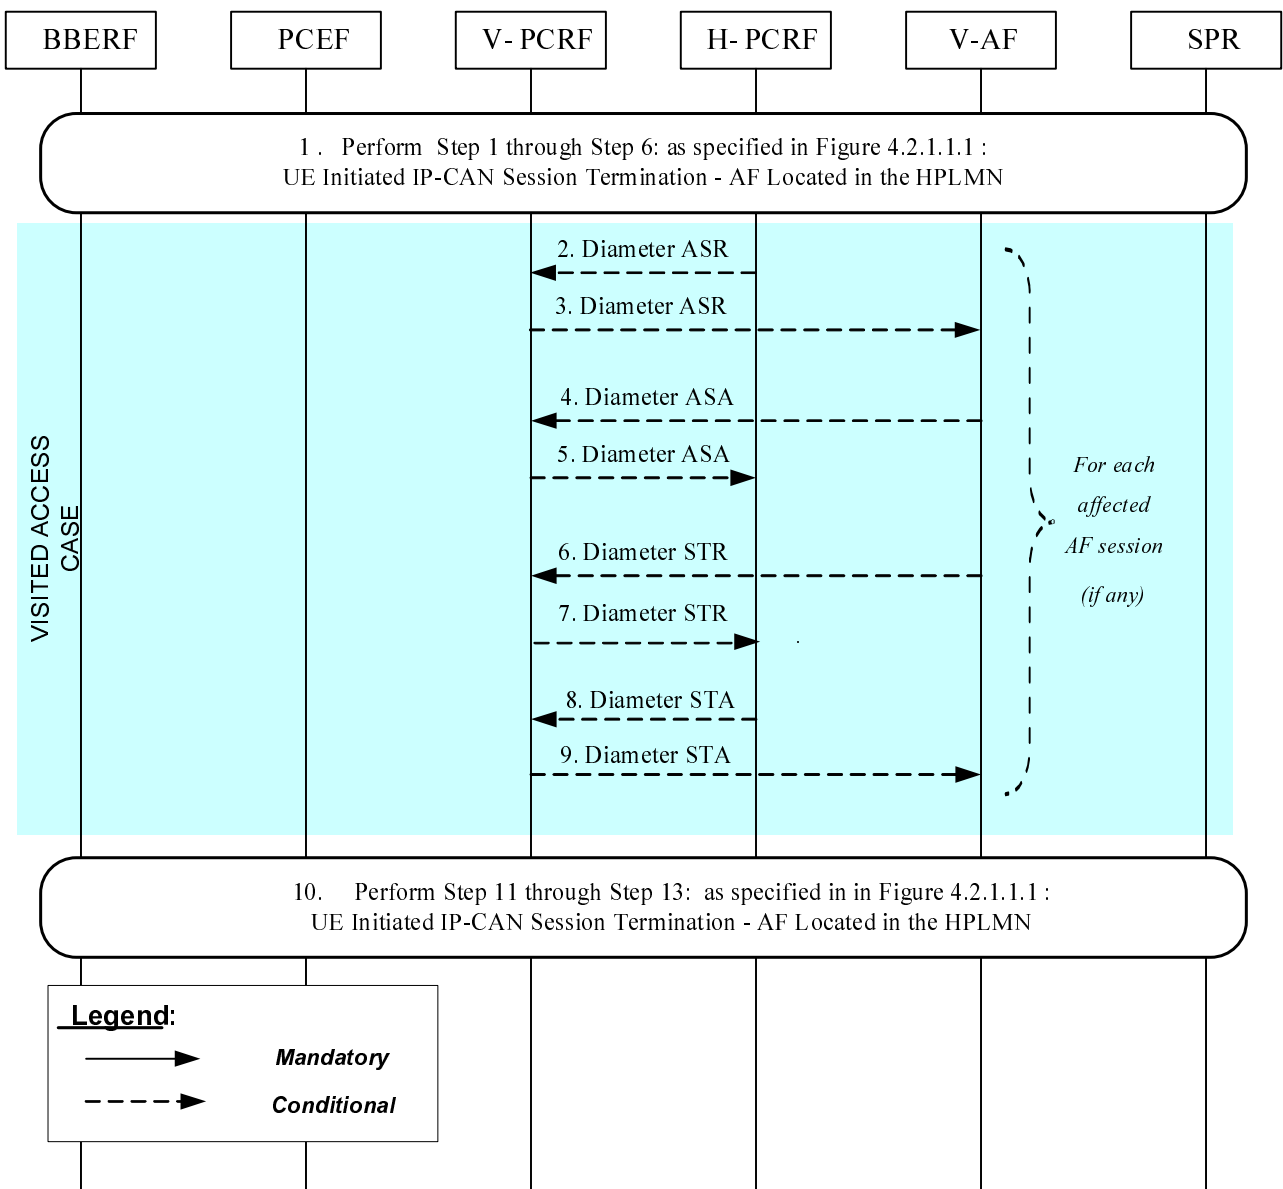 BBERF
PCEF
V- PCRF
H- PCRF
V-AF
SPR
1 . Perform Step 1 through Step 6: as specified in Figure 4.2.1.1.1 :
UE Initiated IP-CAN Session Termination - AF Located in the HPLMN
2. Diameter ASR
3. Diameter ASR
4. Diameter ASA
5. Diameter ASA
6. Diameter STR
7. Diameter STR
8. Diameter STA
9. Diameter STA
VISITED ACCESS
CASE
For each
affected
AF session
(if any)
10. Perform Step 11 through Step 13: as specified in in Figure 4.2.1.1.1 :
UE Initiated IP-CAN Session Termination - AF Located in the HPLMN
Legend:
Mandatory
Conditional